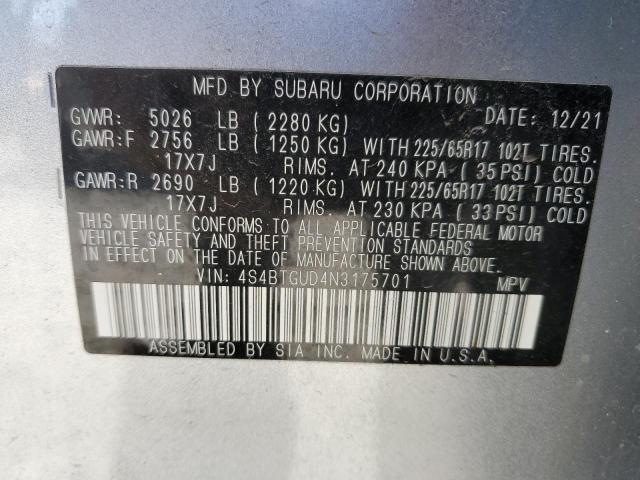 MFD BY SUBARU CORPORATION
GVWR: 5026 LB ( 2280 KG) DATE: 12/21
GAWR:F 2756 LB ( 1250 KG) WITH 225/65R17 102T TIRES.
17X7J RIMS. AT 240 KPA ( 35 PSI) COLD
GAWR:R 2690 LB ( 1220 KG) WITH 225/65R17 102T TIRES.
17X7J RIMS. AT 230 KPA ( 33 PSI) COLD
THIS VEHICLE CONFORMS TO ALL APPLICABLE FEDERAL MOTOR
VEHICLE SAFETY AND THEFT PREVENTION STANDARDS
IN EFFECT ON THE DATE OF MANUFACTURE SHOWN ABOVE.
VIN: 4S4BTGUD4N3175701 MPV
ASSEMBLED BY SIA INC. MADE IN U.S.A.